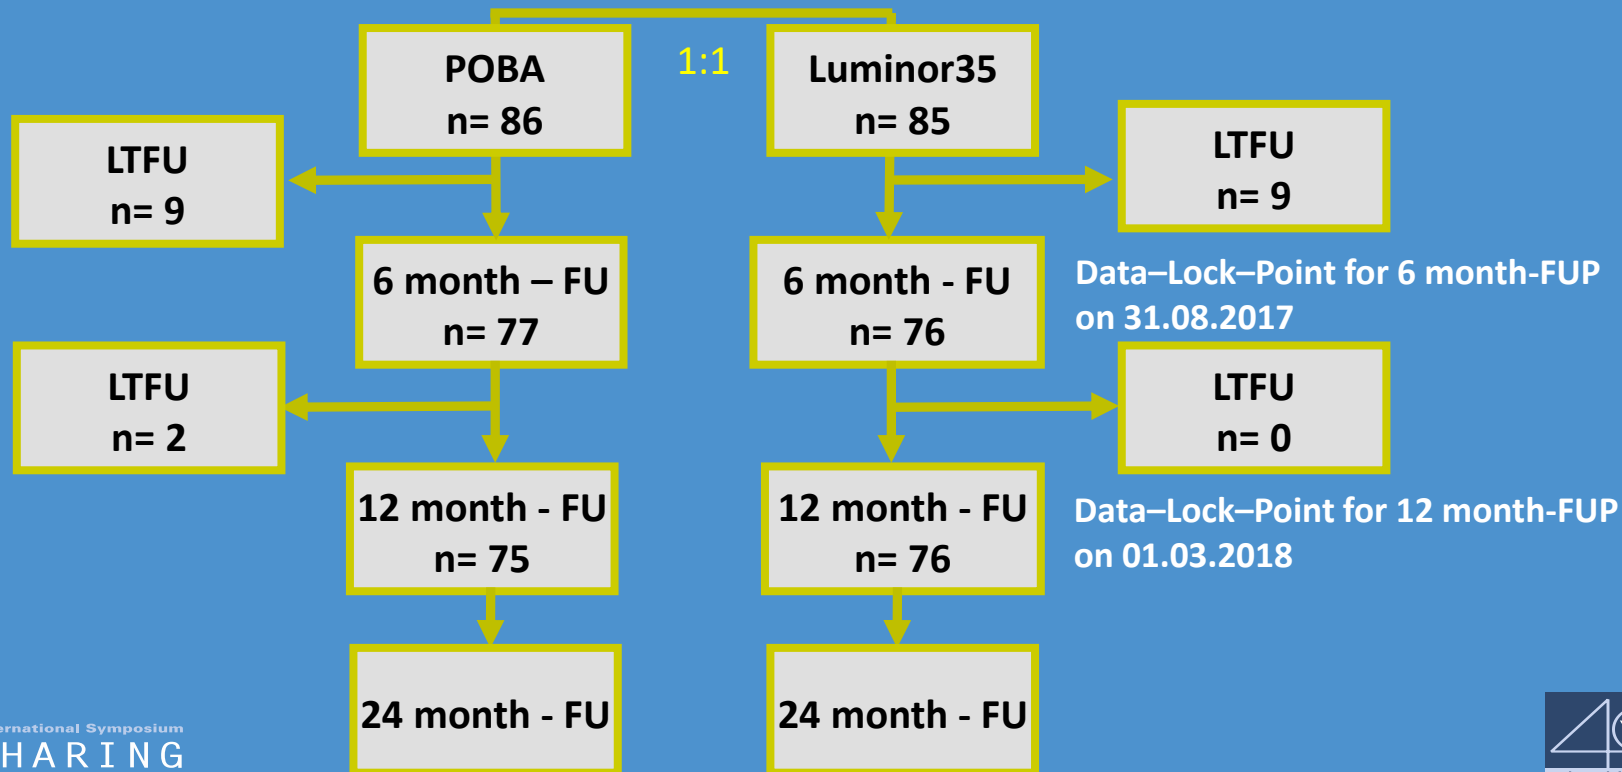 POBA
n= 86
1:1
Luminor35
n= 85
LTFU
n= 9
LTFU
n= 9
6 month – FU
n= 77
6 month - FU
n= 76
Data–Lock–Point for 6 month-FUP
on 31.08.2017
LTFU
n= 2
LTFU
n= 0
12 month - FU
n= 75
12 month - FU
n= 76
Data–Lock–Point for 12 month-FUP
on 01.03.2018
24 month - FU
24 month - FU
ernational Symposium
HARING